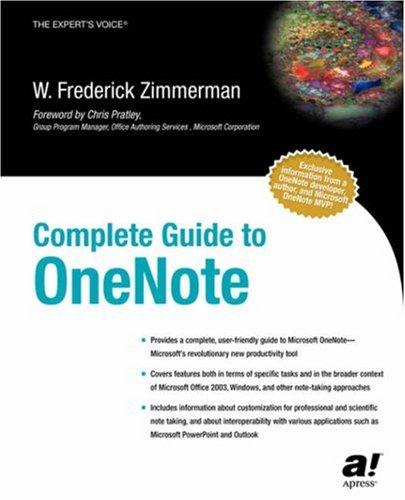 THE EXPERT'S VOICE®
W. Frederick Zimmerman
Foreword by Chris Pratley,
Group Program Manager, Office Authoring Services , Microsoft Corporation
Exclusive
information from a
OneNote developer,
author, and Microsoft
OneNote MVP!
Complete Guide to
OneNote
• Provides a complete, user-friendly guide to Microsoft OneNote—
Microsoft's revolutionary new productivity tool
• Covers features both in terms of specific tasks and in the broader context
of Microsoft Office 2003, Windows, and other note-taking approaches
• Includes information about customization for professional and scientific
note taking, and about interoperability with various applications such as
Microsoft PowerPoint and Outlook
a!
Apress®